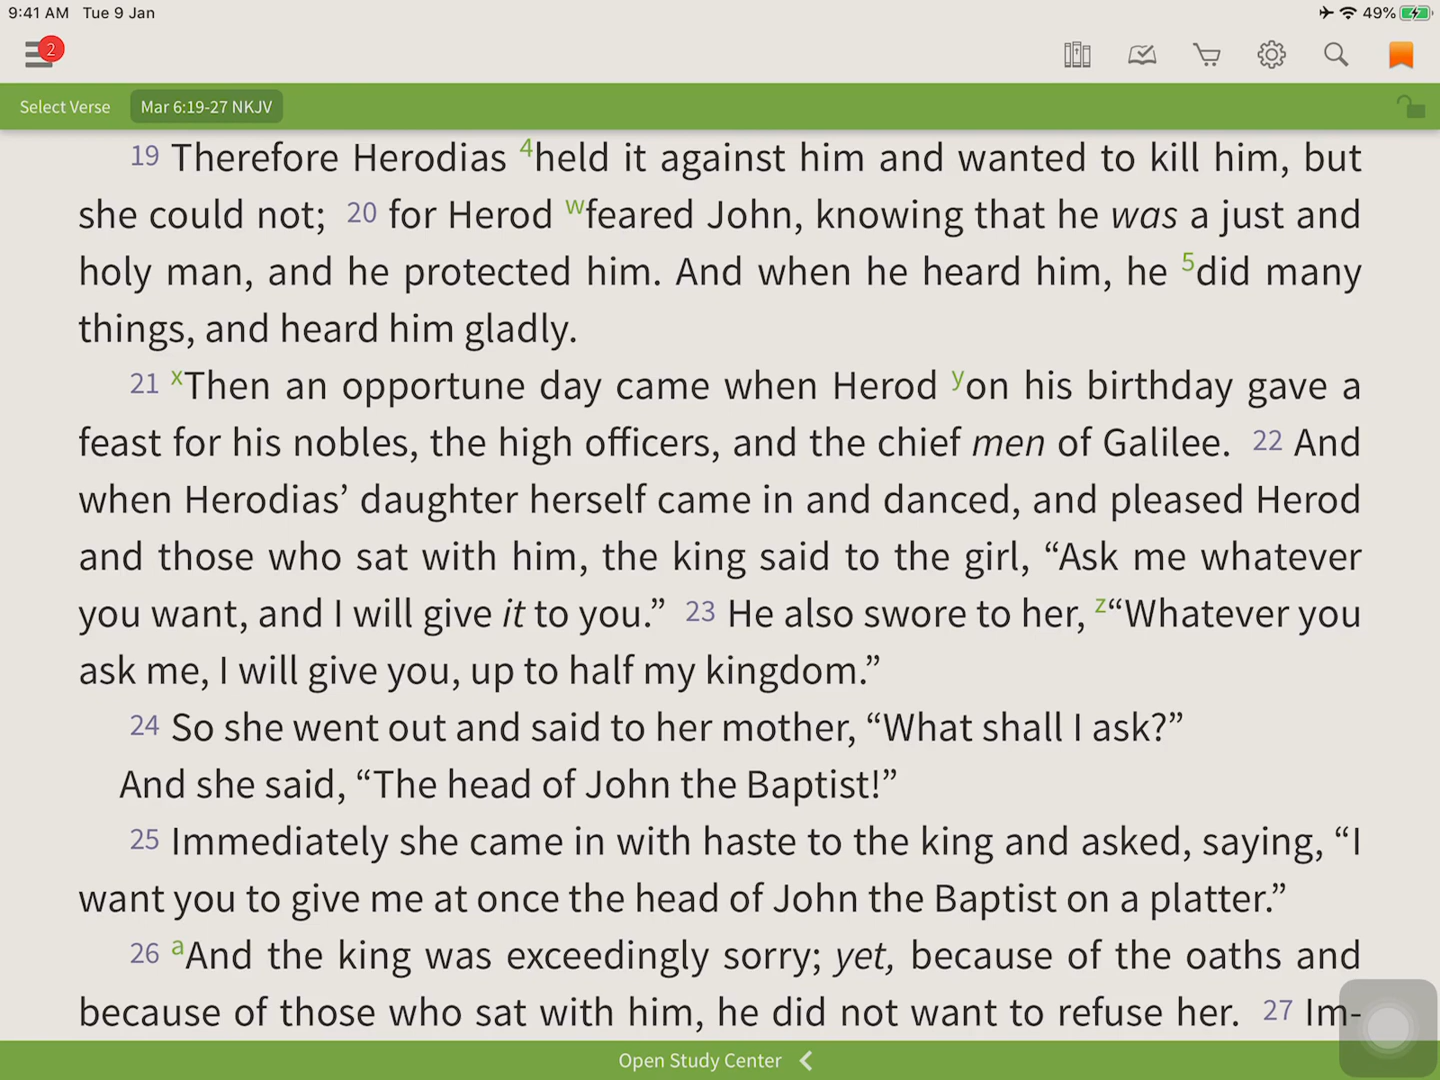 9:41 AM Tue 9 Jan 49%
2
Select Verse Mar 6:19-27 NKJV
19 Therefore Herodias 4held it against him and wanted to kill him, but
she could not; 20 for Herod wfeared John, knowing that he was a just and
holy man, and he protected him. And when he heard him, he 5did many
things, and heard him gladly.
21 xThen an opportune day came when Herod yon his birthday gave a
feast for his nobles, the high officers, and the chief men of Galilee. 22 And
when Herodias’ daughter herself came in and danced, and pleased Herod
and those who sat with him, the king said to the girl, “Ask me whatever
you want, and I will give it to you.” 23 He also swore to her, z“Whatever you
ask me, I will give you, up to half my kingdom.”
24 So she went out and said to her mother, “What shall I ask?”
And she said, “The head of John the Baptist!”
25 Immediately she came in with haste to the king and asked, saying, “I
want you to give me at once the head of John the Baptist on a platter.”
26 aAnd the king was exceedingly sorry; yet, because of the oaths and
because of those who sat with him, he did not want to refuse her. 27 Im-
Open Study Center